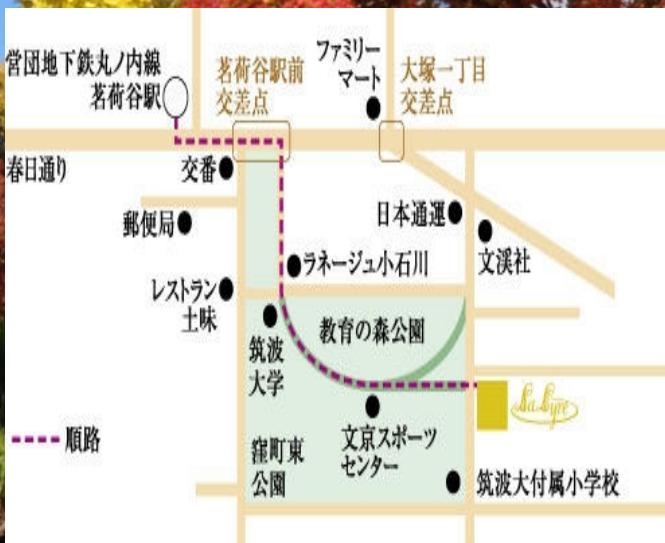 営団地下鉄丸ノ内線
茗荷谷駅
茗荷谷駅前
交差点
ファミリー
マート
大塚一丁目
交差点
春日通り
交番
郵便局
日本通運
文溪社
ラネージュ小石川
レストラン
土味
筑波
大学
教育の森公園
La Lyre
順路
窪町東
公園
文京スポーツ
センター
筑波大付属小学校